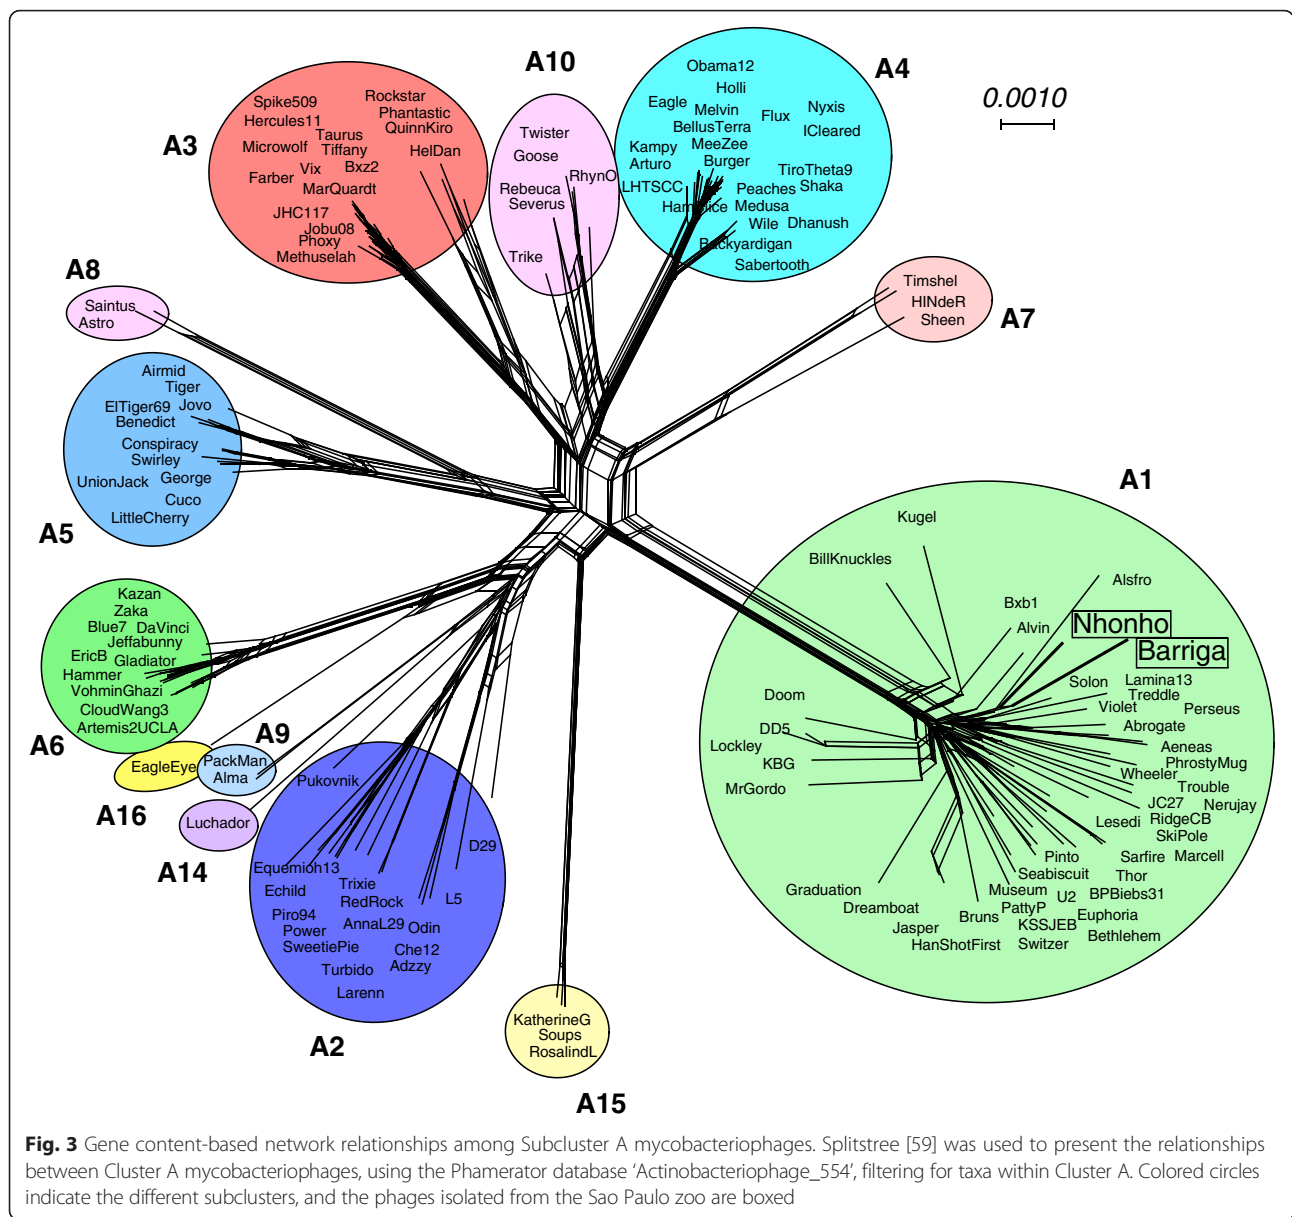 A10
A4
0.0010
A3
Obama12
Holli
Eagle
Melvin
Flux
Nyxis
ICleared
BellusTerra
MeeZee
Burger
Kampy
Arturo
TiroTheta9
Shaka
LHTSCC
Peaches
Medusa
Wile
Dhanush
Backyardigan
Sabertooth
Spike509
Hercules11
Rockstar
Phantastic
QuinnKiro
Microwolf
Taurus
Tiffany
HelDan
Vix
Bxz2
Farber
MarQuardt
JHC117
Jobu08
Phoxy
Methuselah
Twister
Goose
RhynO
Rebeuca
Severus
Trike
A8
Saintus
Astro
Timshel
HINdeR
Sheen
A7
Airmid
Tiger
ElTiger69
Jovo
Benedict
Conspiracy
Swirley
UnionJack
George
Cuco
LittleCherry
A5
A1
Kugel
BillKnuckles
Alsfro
Bxb1
Alvin
Nhonho
Barriga
Solon
Lamina13
Treddle
Violet
Perseus
Abrogate
Aeneas
PhrostyMug
Wheeler
Trouble
JC27
Nerujay
RidgeCB
Lesedi
SkiPole
Doom
DD5
Lockley
KBG
MrGordo
Pinto
Sarfire
Marcell
Seabiscuit
Thor
Museum
U2
BPBiebs31
PattyP
Euphoria
KSSJEB
Bethlehem
Switzer
Graduation
Dreamboat
Bruns
Jasper
HanShotFirst
Kazan
Zaka
Blue7
DaVinci
Jeffabunny
EricB
Gladiator
Hammer
VohminGhazi
CloudWang3
Artemis2UCLA
A6
A9
EagleEye
PackMan
Alma
A16
Luchador
A14
Pukovnik
D29
Equemioh13
Echild
Trixie
RedRock
L5
Piro94
Power
AnnaL29
Odin
SweetiePie
Che12
Turbido
Adzzy
Larenn
A2
KatherineG
Soups
RosalindL
A15
Fig. 3 Gene content-based network relationships among Subcluster A mycobacteriophages. Splitstree [59] was used to present the relationships
between Cluster A mycobacteriophages, using the Phamerator database ‘Actinobacteriophage_554’, filtering for taxa within Cluster A. Colored circles
indicate the different subclusters, and the phages isolated from the Sao Paulo zoo are boxed